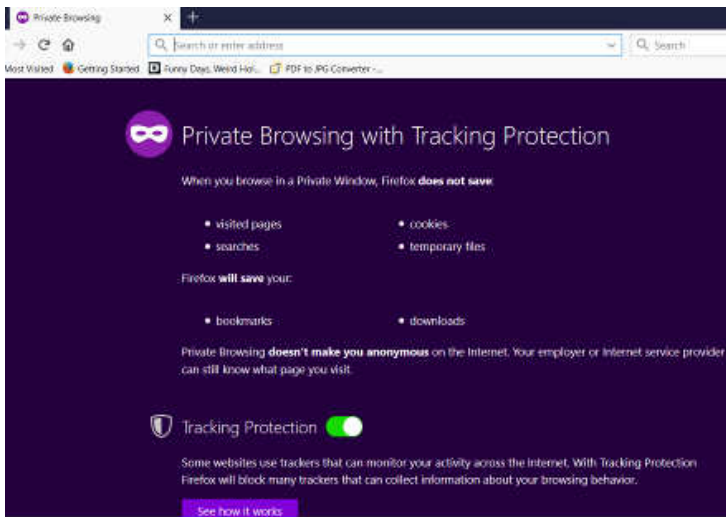 Private Browsing
Search or enter address
Search
Most Visited Getting Started Funny Days, Weird Hol... PDF to JPG Converter -...
Private Browsing with Tracking Protection
When you browse in a Private Window, Firefox does not save:
• visited pages • cookies
• searches • temporary files
Firefox will save your:
• bookmarks • downloads
Private Browsing doesn't make you anonymous on the Internet. Your employer or Internet service provider
can still know what page you visit.
Tracking Protection
Some websites use trackers that can monitor your activity across the Internet. With Tracking Protection
Firefox will block many trackers that can collect information about your browsing behavior.
See how it works